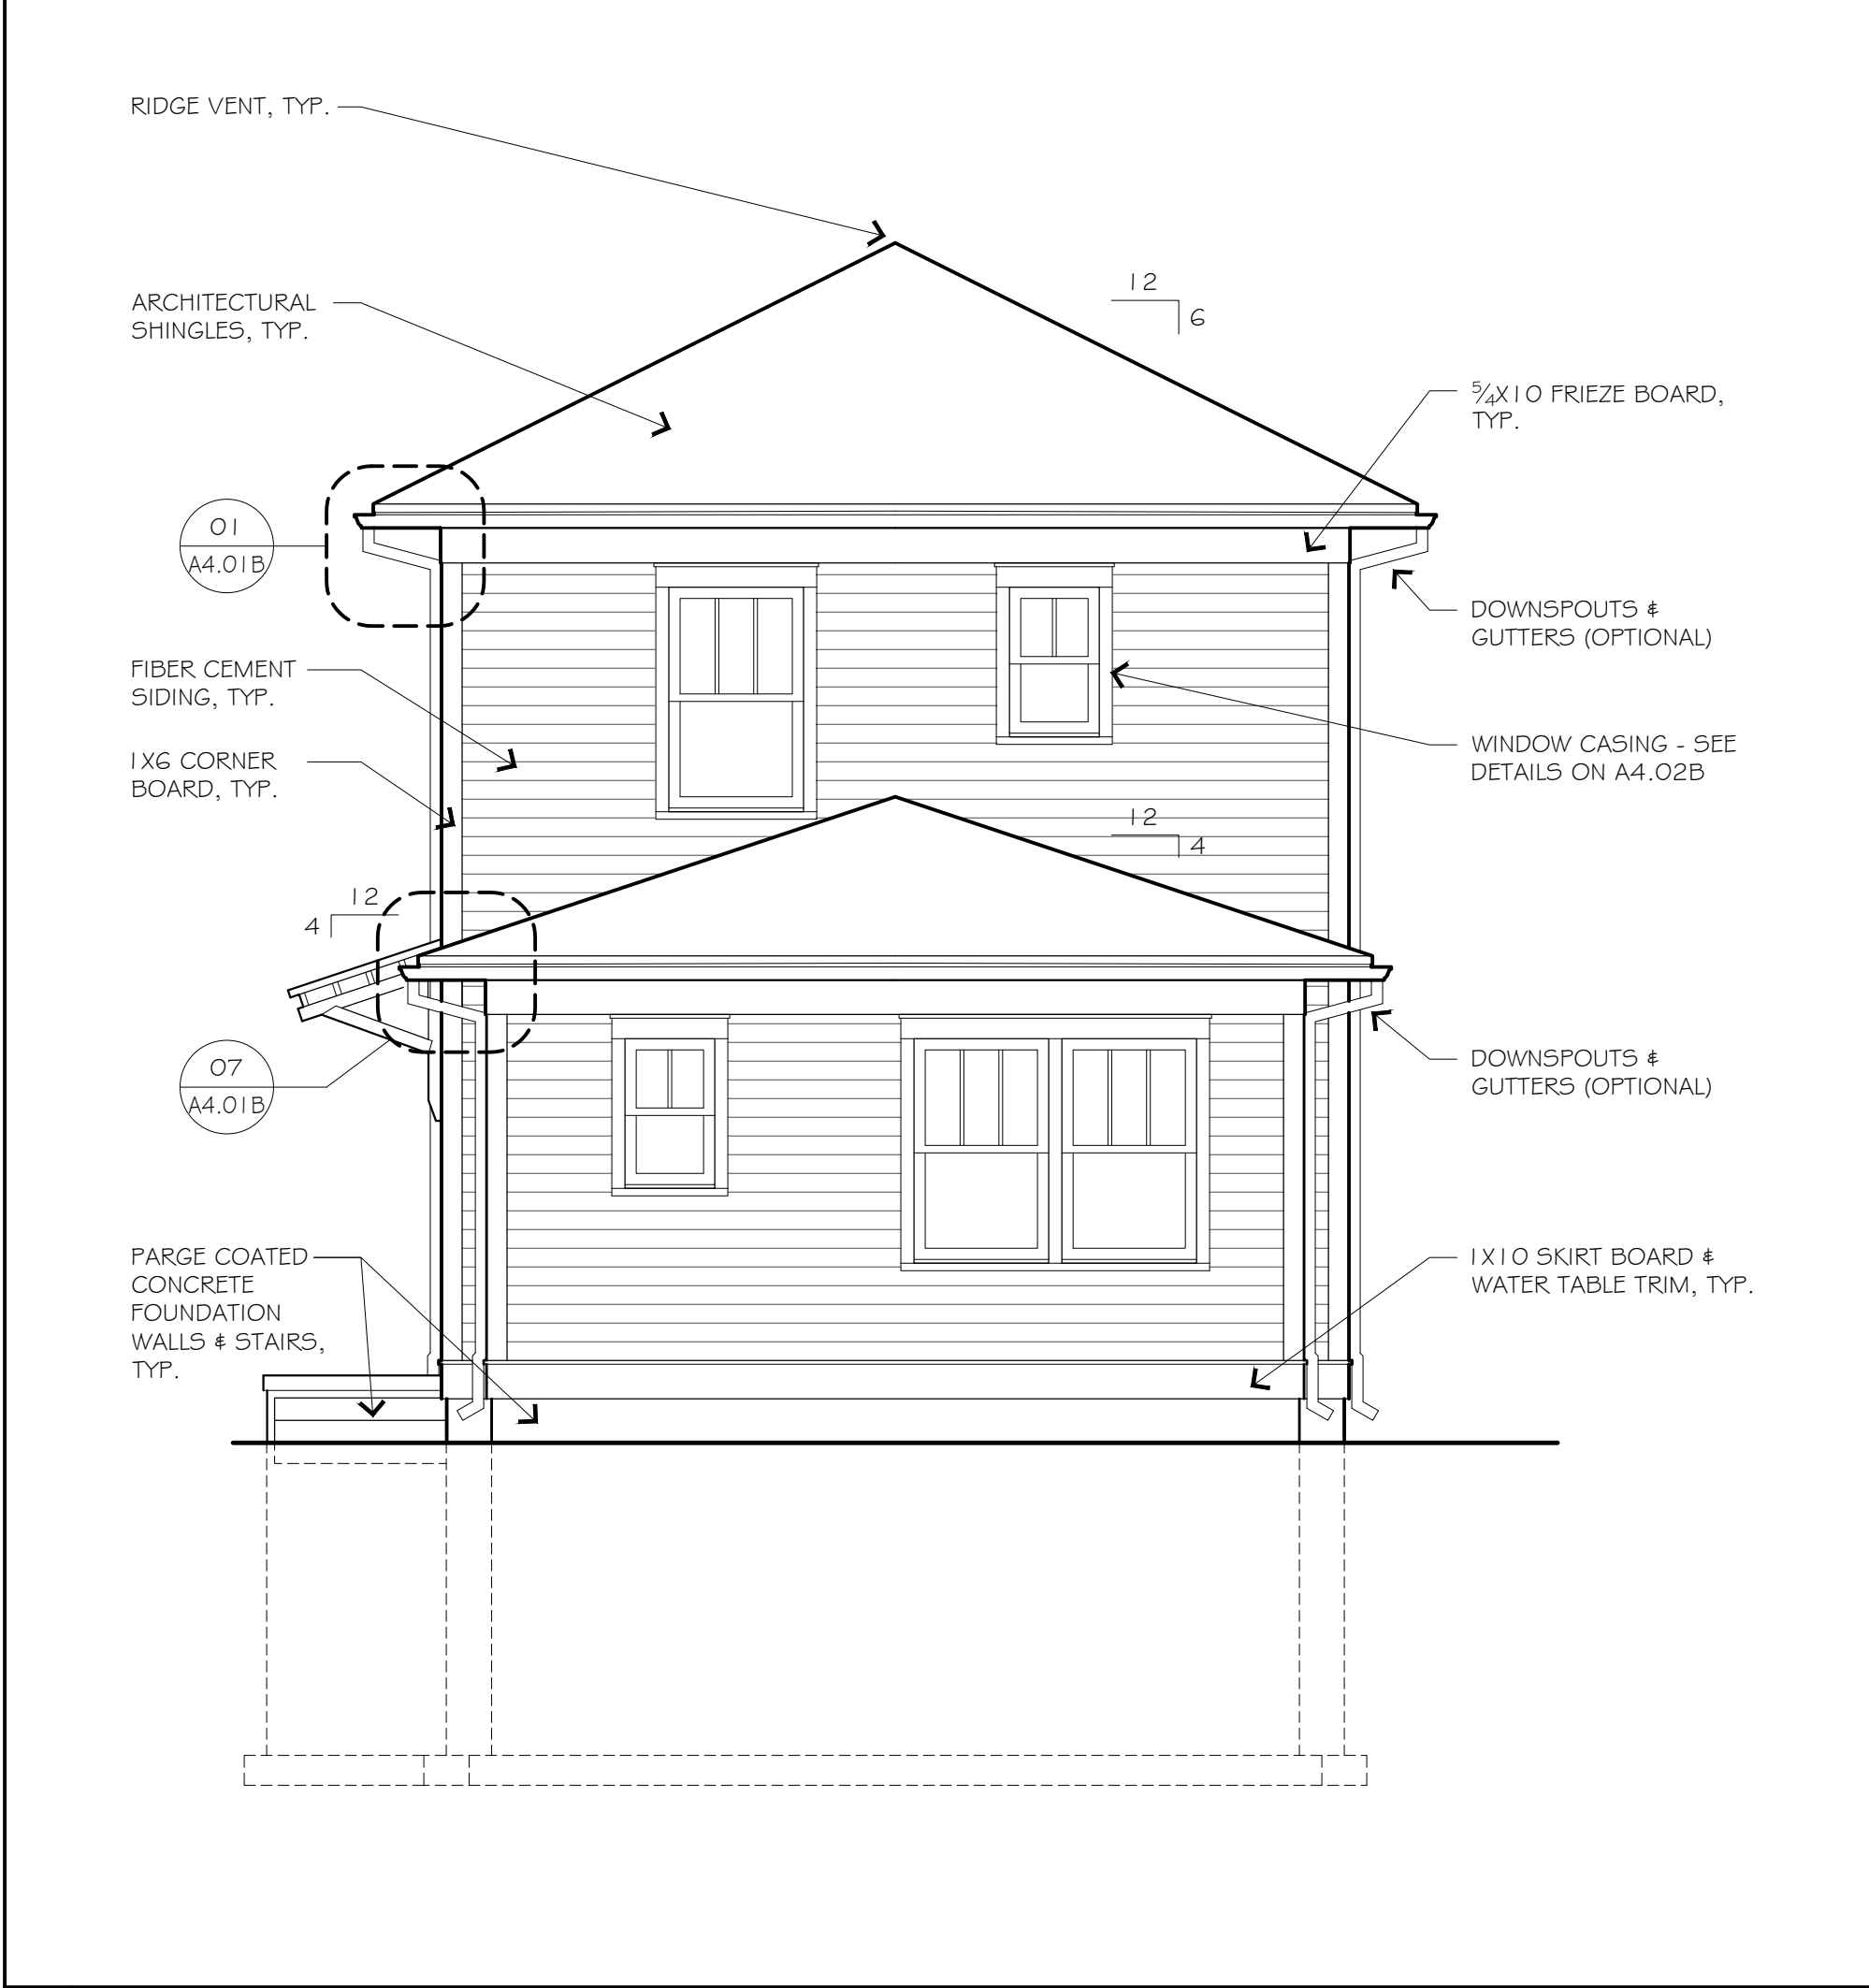 RIDGE VENT, TYP.
12
6
ARCHITECTURAL
SHINGLES, TYP.
5/4X10 FRIEZE BOARD,
TYP.
01
A4.01B
DOWNSPOUTS &
GUTTERS (OPTIONAL)
FIBER CEMENT
SIDING, TYP.
WINDOW CASING - SEE
DETAILS ON A4.02B
1X6 CORNER
BOARD, TYP.
12
4
12
4
07
A4.01B
DOWNSPOUTS &
GUTTERS (OPTIONAL)
PARGE COATED
CONCRETE
FOUNDATION
WALLS & STAIRS,
TYP.
1X10 SKIRT BOARD &
WATER TABLE TRIM, TYP.